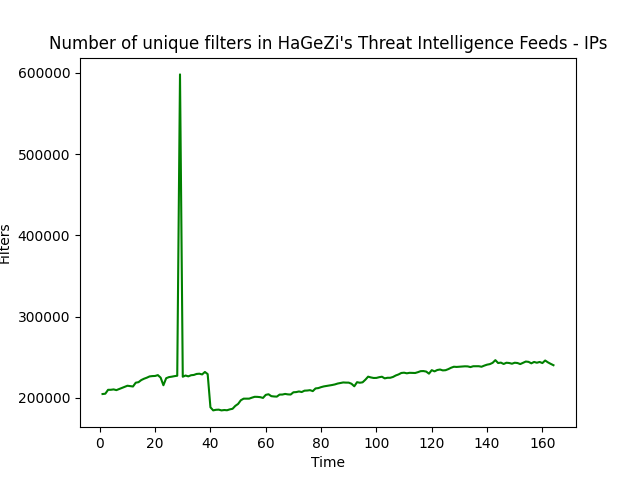 Number of unique filters in HaGeZi's Threat Intelligence Feeds - IPs
600000
500000
400000
300000
200000
Filters
0 20 40 60 80 100 120 140 160
Time